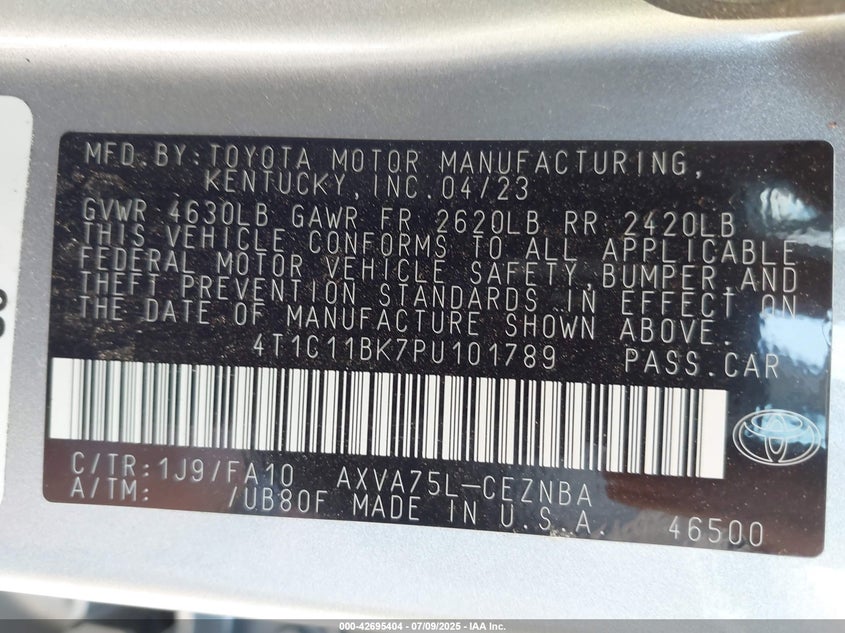 MFD.BY:TOYOTA MOTOR MANUFACTURING,
KENTUCKY,INC.04/23
GVWR 4630LB GAWR FR 2620LB RR 2420LB
THIS VEHICLE CONFORMS TO ALL APPLICABLE
FEDERAL MOTOR VEHICLE SAFETY,BUMPER,AND
THEFT PREVENTION STANDARDS IN EFFECT ON
THE DATE OF MANUFACTURE SHOWN ABOVE.
4T1C11BK7PU101789 PASS.CAR
C/TR:1J9/FA10 AXVA75L-CEZNBA
A/TM: /UB80F MADE IN U.S.A. 46500
000-42695404 | 07/09/2025 - IAA Inc.